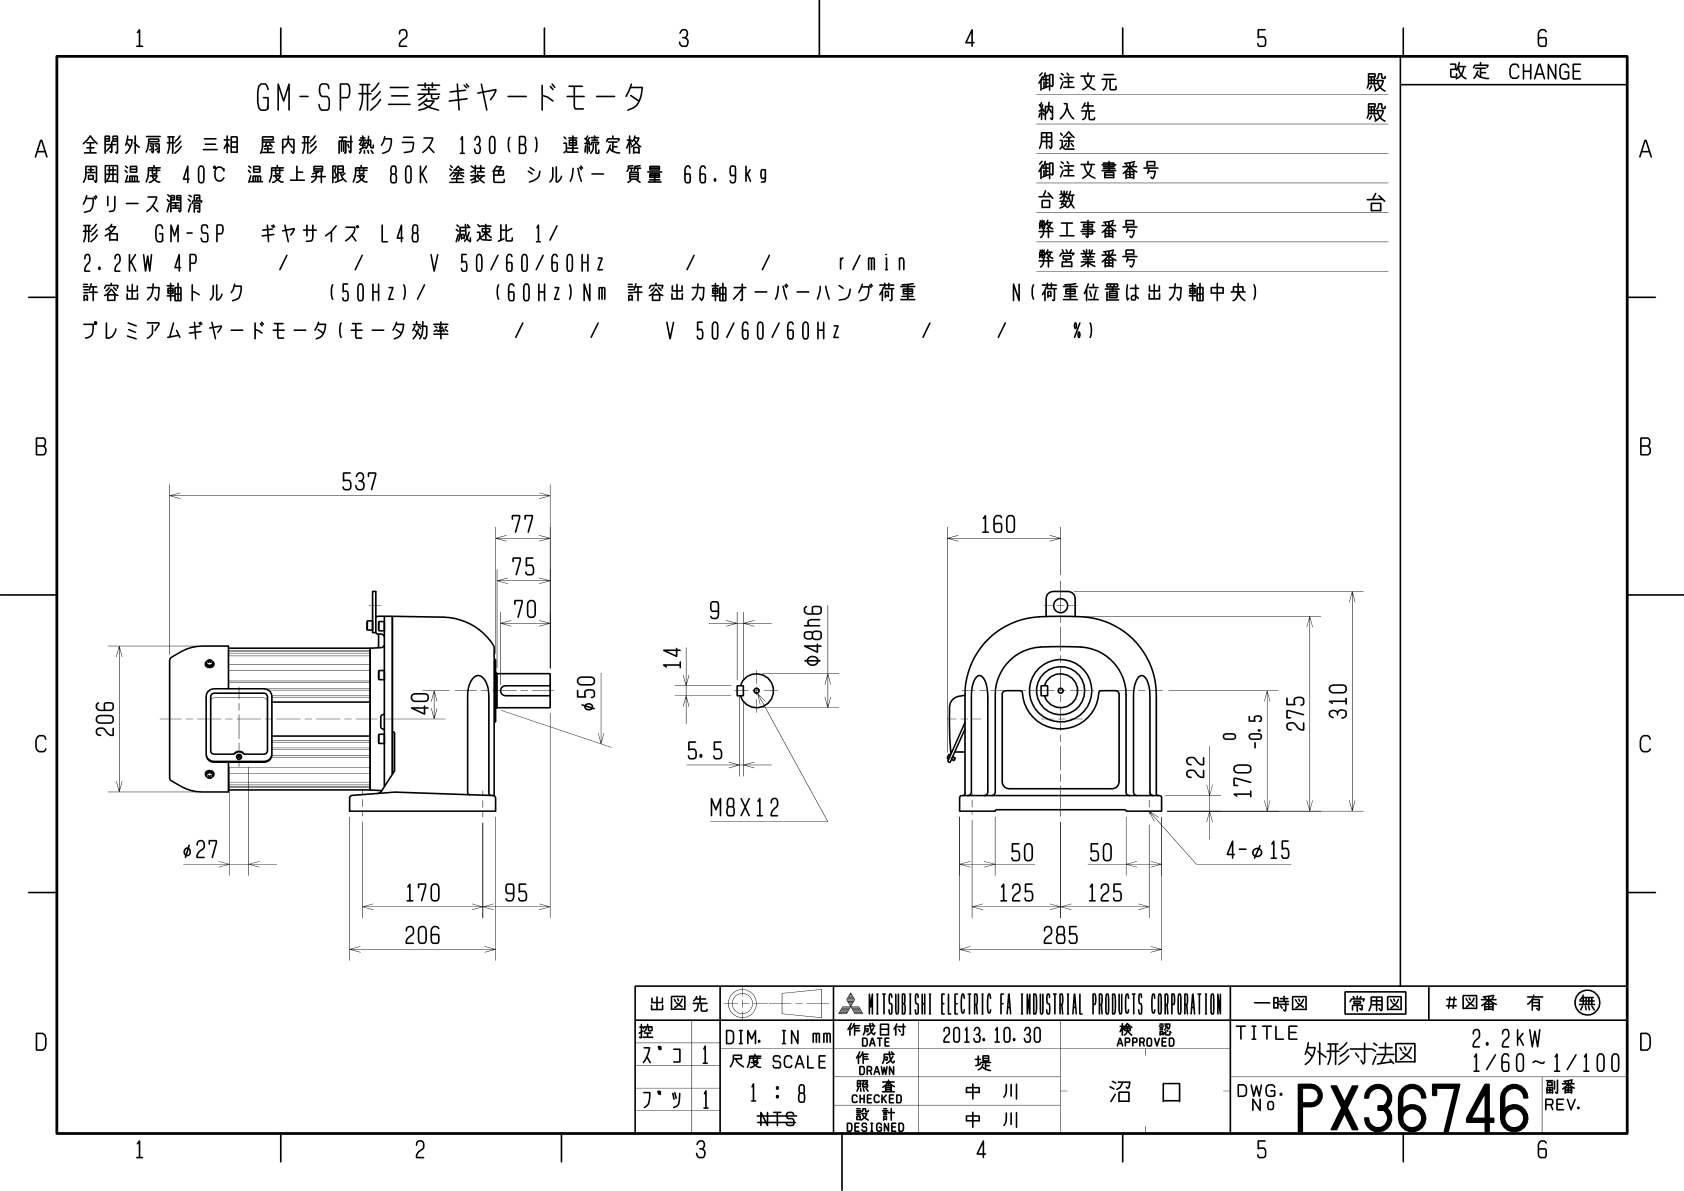 1 2 3 4 5 6
改定 CHANGE
GM-SP形三菱ギヤードモータ
全閉外扇形 三相 屋内形 耐熱クラス 130(B) 連続定格
周囲温度 40℃ 温度上昇限度 80K 塗装色 シルバー 質量 66.9kg
グリース潤滑
形名 GM-SP ギヤサイズ L48 減速比 1/
2.2KW 4P / / V 50/60/60Hz / / r/min
許容出力軸トルク (50Hz)/ (60Hz)Nm 許容出力軸オーバーハング荷重 N(荷重位置は出力軸中央)
プレミアムギヤードモータ(モータ効率 / / V 50/60/60Hz / / %)
御注文元 殿
納入先 殿
用途
御注文書番号
台数 台
弊工事番号
弊営業番号
A A
B B
C C
D D
537
77
75
70
206
40
φ50
φ27
170
95
206
9
14
φ48h6
5.5
M8X12
160
310
275
170 0 -0.5
22
50 50
4-φ15
125 125
285
出図先
控
ズコ 1
ブツ 1
DIM. IN mm
尺度 SCALE
1 : 8
NTS
MITSUBISHI ELECTRIC FA INDUSTRIAL PRODUCTS CORPORATION
作成日付 DATE 2013.10.30
検 認 APPROVED
作 成 DRAWN 堤
照 査 CHECKED 中 川
設 計 DESIGNED 中 川
沼 口
一時図 常用図 #図番 有 無
TITLE
外形寸法図
2.2kW
1/60~1/100
DWG. No PX36746
副番 REV.
1 2 3 4 5 6